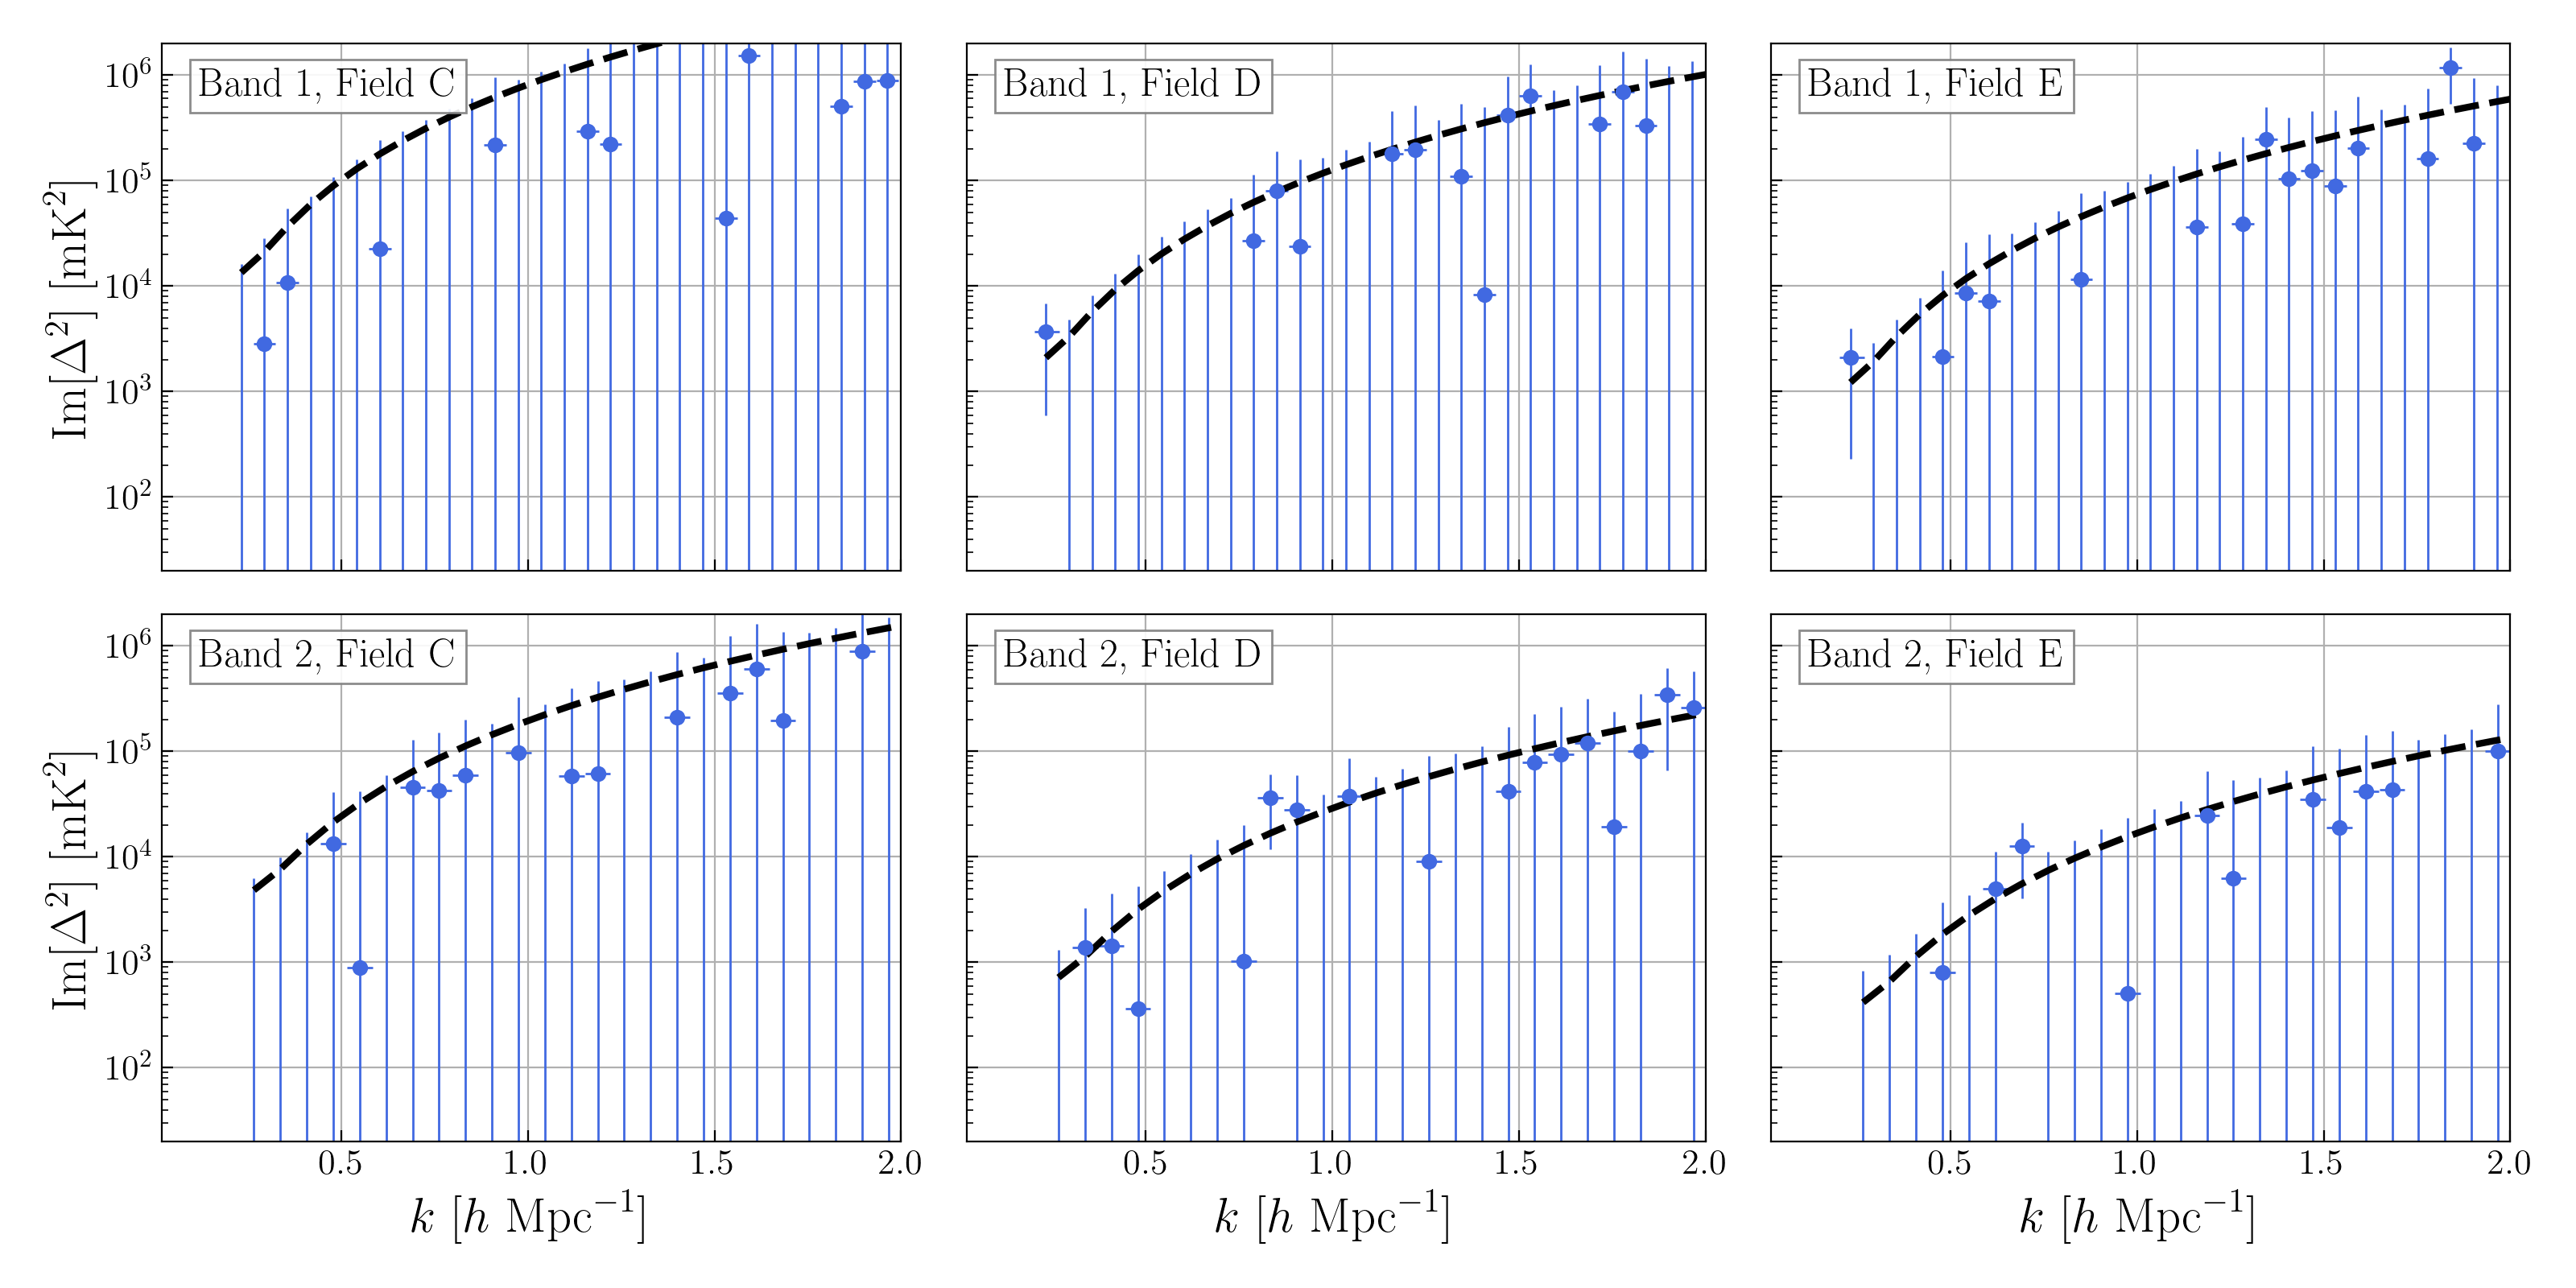 Band 1, Field C
Band 1, Field D
Band 1, Field E
Im[Δ²] [mK²]
10⁶
10⁵
10⁴
10³
10²
Band 2, Field C
Band 2, Field D
Band 2, Field E
Im[Δ²] [mK²]
10⁶
10⁵
10⁴
10³
10²
0.5 1.0 1.5 2.0
0.5 1.0 1.5 2.0
0.5 1.0 1.5 2.0
k [h Mpc⁻¹]
k [h Mpc⁻¹]
k [h Mpc⁻¹]